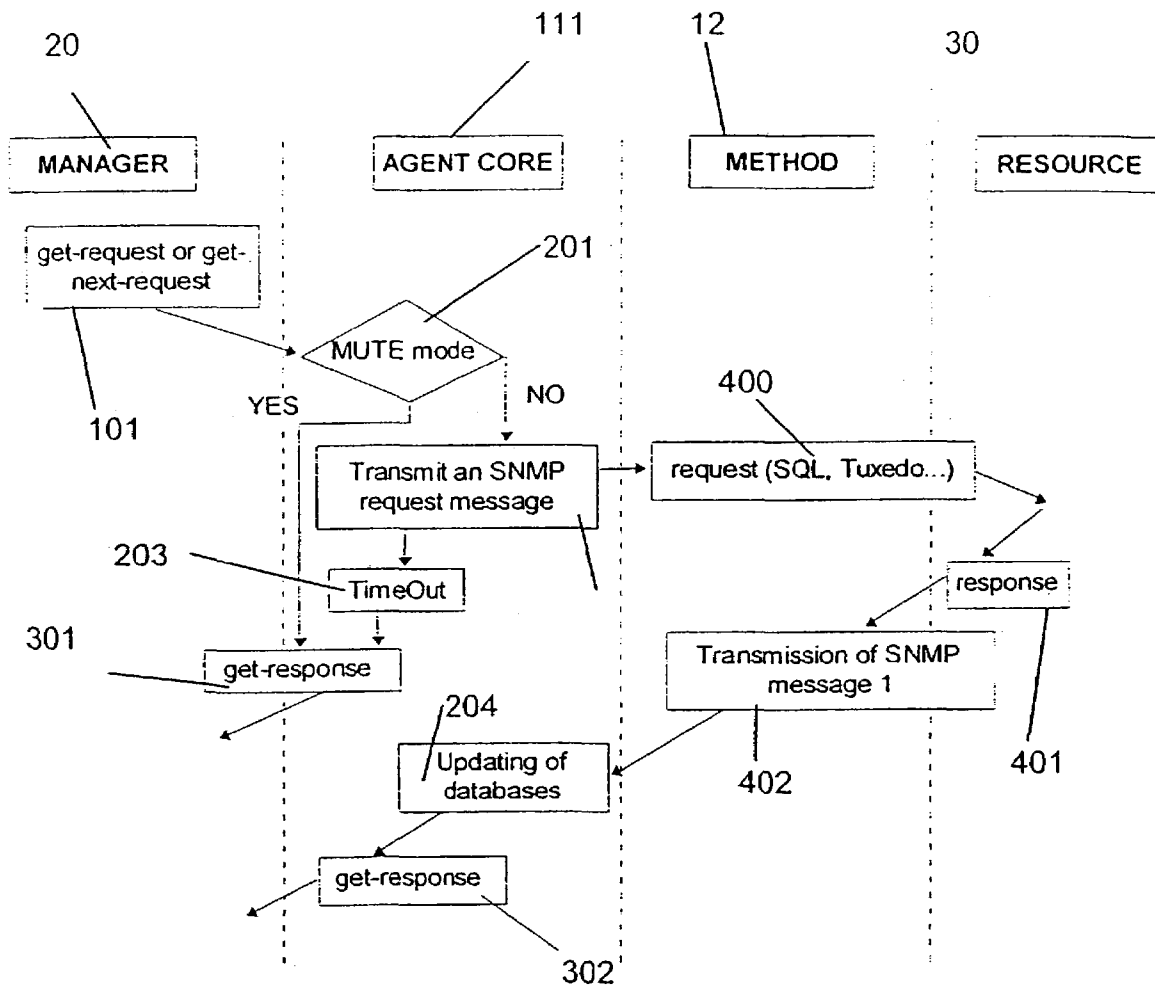 20
111
12
30
MANAGER
AGENT CORE
METHOD
RESOURCE
get-request or get-
next-request
201
MUTE mode
101
YES
NO
400
Transmit an SNMP
request message
request (SQL, Tuxedo...)
203
TimeOut
response
301
get-response
Transmission of SNMP
message 1
204
401
Updating of
databases
402
get-response
302